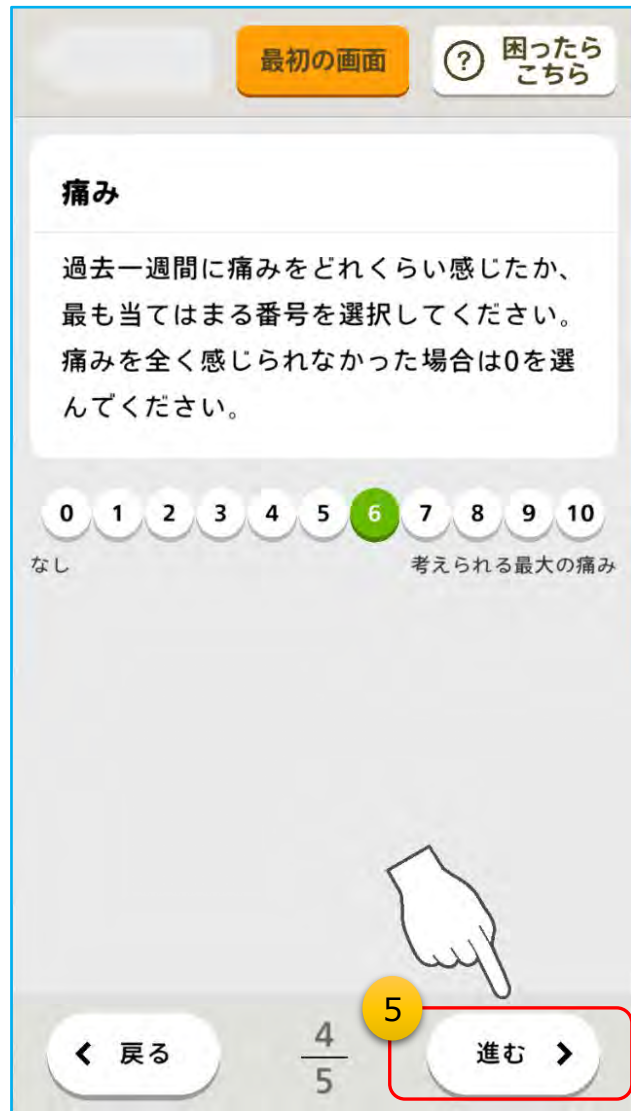 最初の画面
? 困ったら
こちら
痛み
過去一週間に痛みをどれくらい感じたか、
最も当てはまる番号を選択してください。
痛みを全く感じられなかった場合は0を選
んでください。
0 1 2 3 4 5 6 7 8 9 10
なし 考えられる最大の痛み
5
戻る
4
5
進む